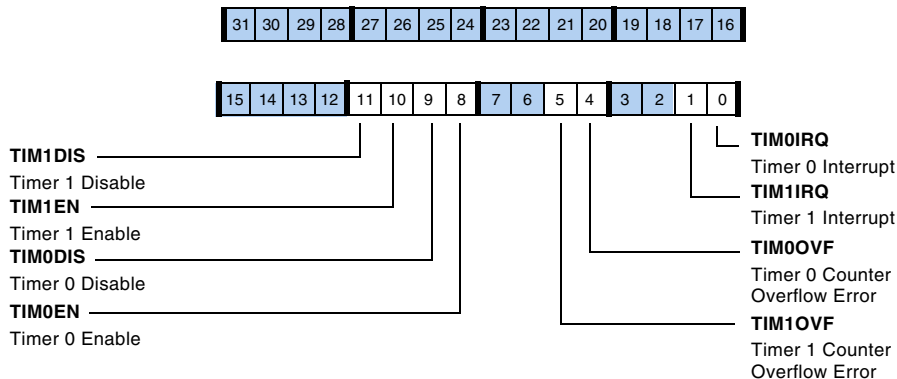 31 30 29 28 27 26 25 24 23 22 21 20 19 18 17 16
15 14 13 12 11 10 9 8 7 6 5 4 3 2 1 0
TIM1DIS
Timer 1 Disable
TIM1EN
Timer 1 Enable
TIM0DIS
Timer 0 Disable
TIM0EN
Timer 0 Enable
TIM0IRQ
Timer 0 Interrupt
TIM1IRQ
Timer 1 Interrupt
TIM0OVF
Timer 0 Counter
Overflow Error
TIM1OVF
Timer 1 Counter
Overflow Error